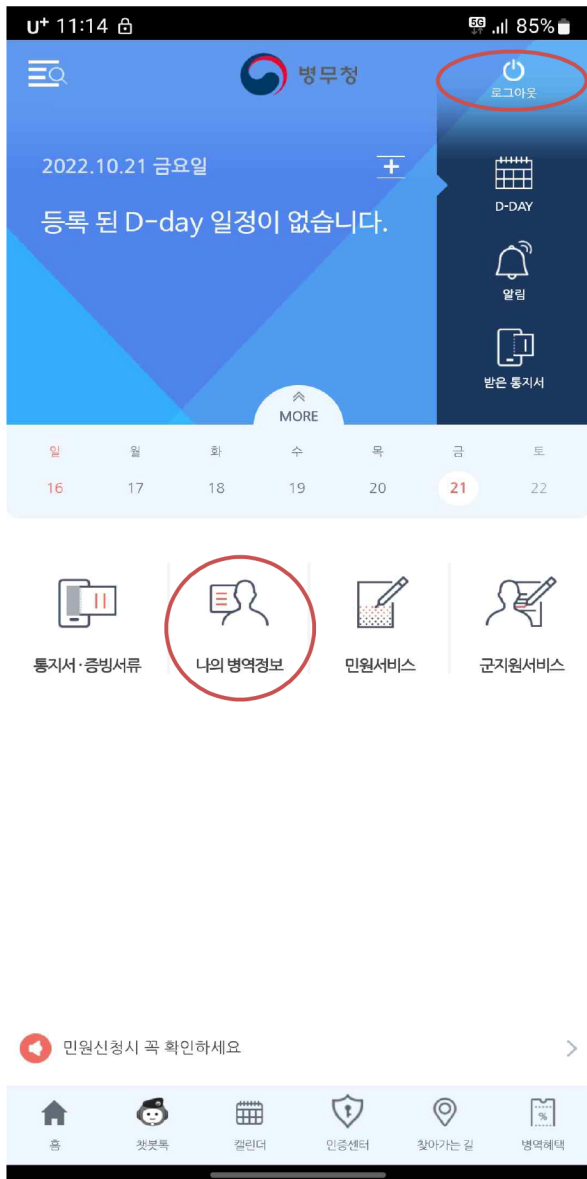 U+ 11:14 5G 85%
병무청
로그아웃
2022.10.21 금요일
등록 된 D-day 일정이 없습니다.
D-DAY
알림
받은 통지서
MORE
일 월 화 수 목 금 토
16 17 18 19 20 21 22
통지서·증빙서류 나의 병역정보 민원서비스 군지원서비스
민원신청시 꼭 확인하세요
홈 챗봇톡 캘린더 인증센터 찾아가는 길 병역혜택